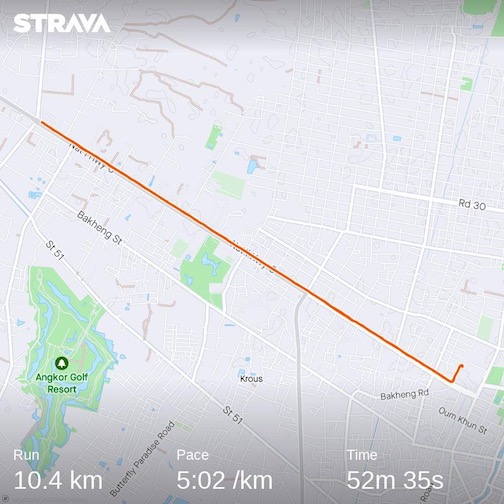 STRAVA
Rd 30
Bakheng St
St 51
Angkor Golf
Resort
Krous
Bakheng Rd
St 51
Oum Khun St
Butterfly Paradise Road
Run
Pace
Time
10.4 km
5:02 /km
52m 35s